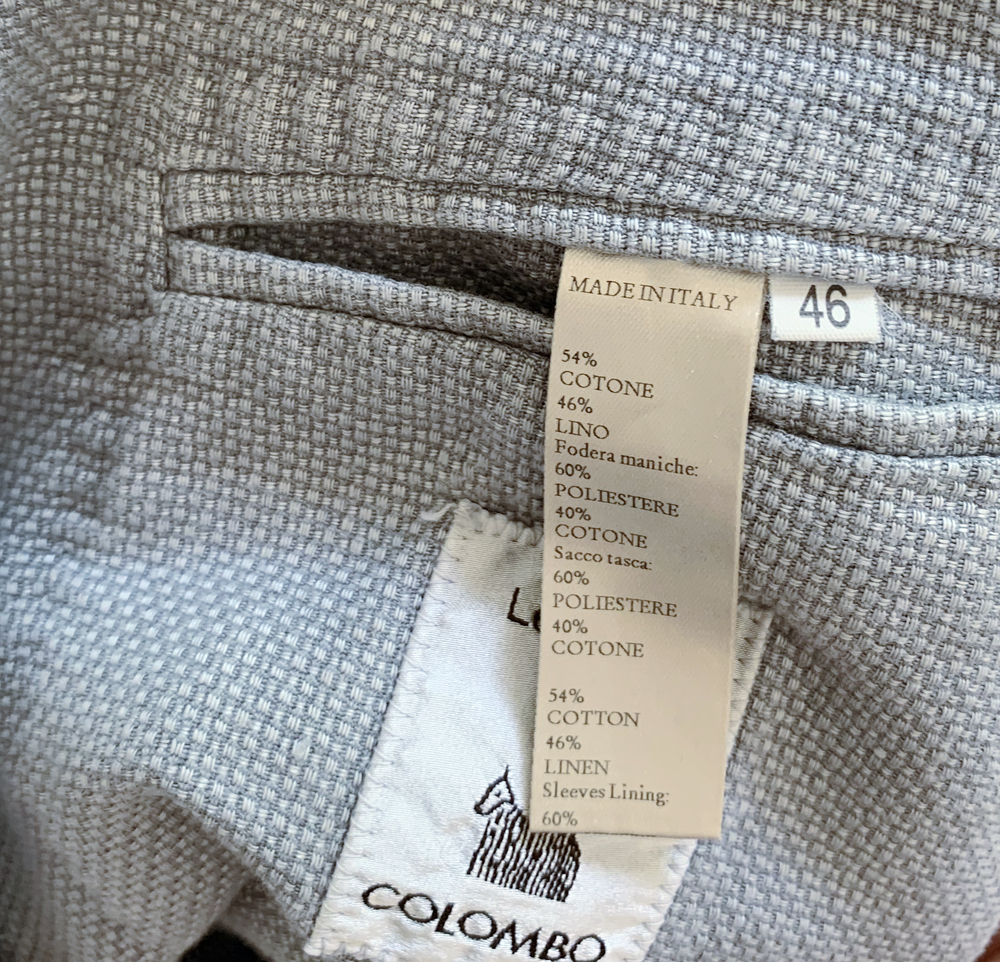 MADE IN ITALY
46
54%
COTONE
46%
LINO
Fodera maniche:
60%
POLIESTERE
40%
COTONE
Sacco tasca:
60%
POLIESTERE
40%
COTONE
54%
COTTON
46%
LINEN
Sleeves Lining:
60%
COLOMBO